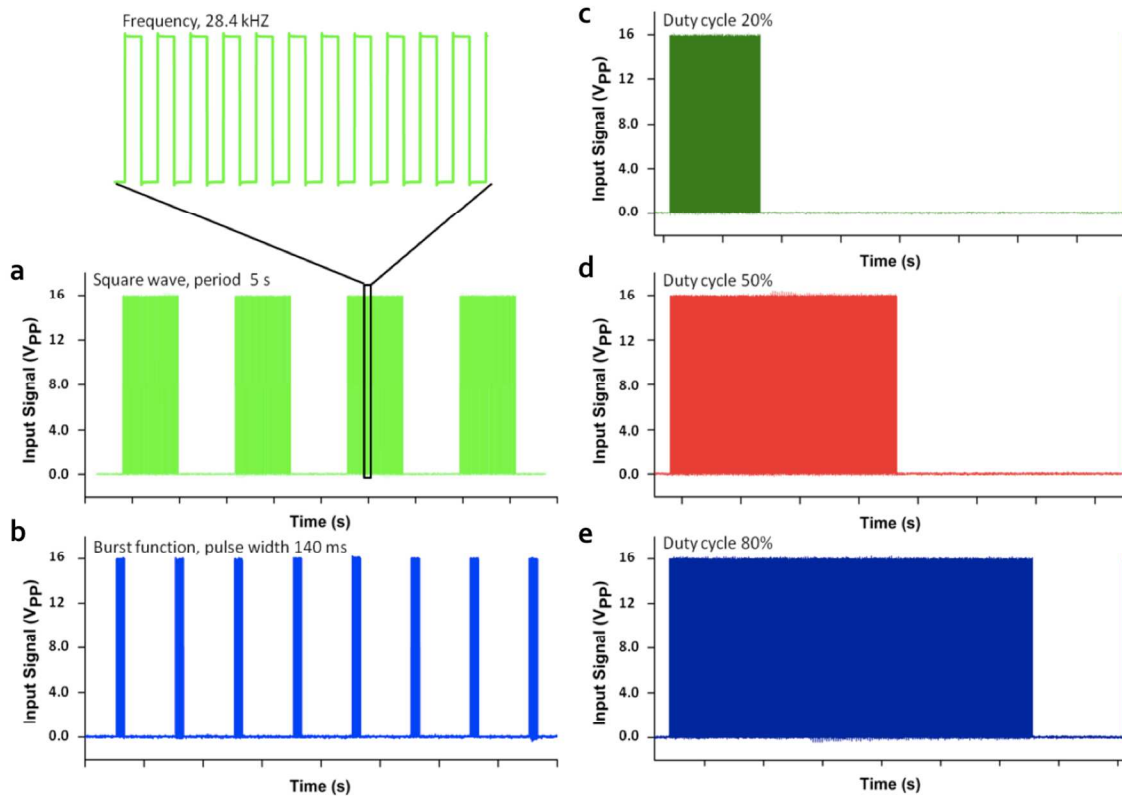 Frequency, 28.4 kHZ
a
Square wave, period 5 s
Input Signal (VPP)
16
12
8.0
4.0
0.0
Time (s)
b
Burst function, pulse width 140 ms
Input Signal (VPP)
16
12
8.0
4.0
0.0
Time (s)
c
Duty cycle 20%
Input Signal (VPP)
16
12
8.0
4.0
0.0
Time (s)
d
Duty cycle 50%
Input Signal (VPP)
16
12
8.0
4.0
0.0
Time (s)
e
Duty cycle 80%
Input Signal (VPP)
16
12
8.0
4.0
0.0
Time (s)